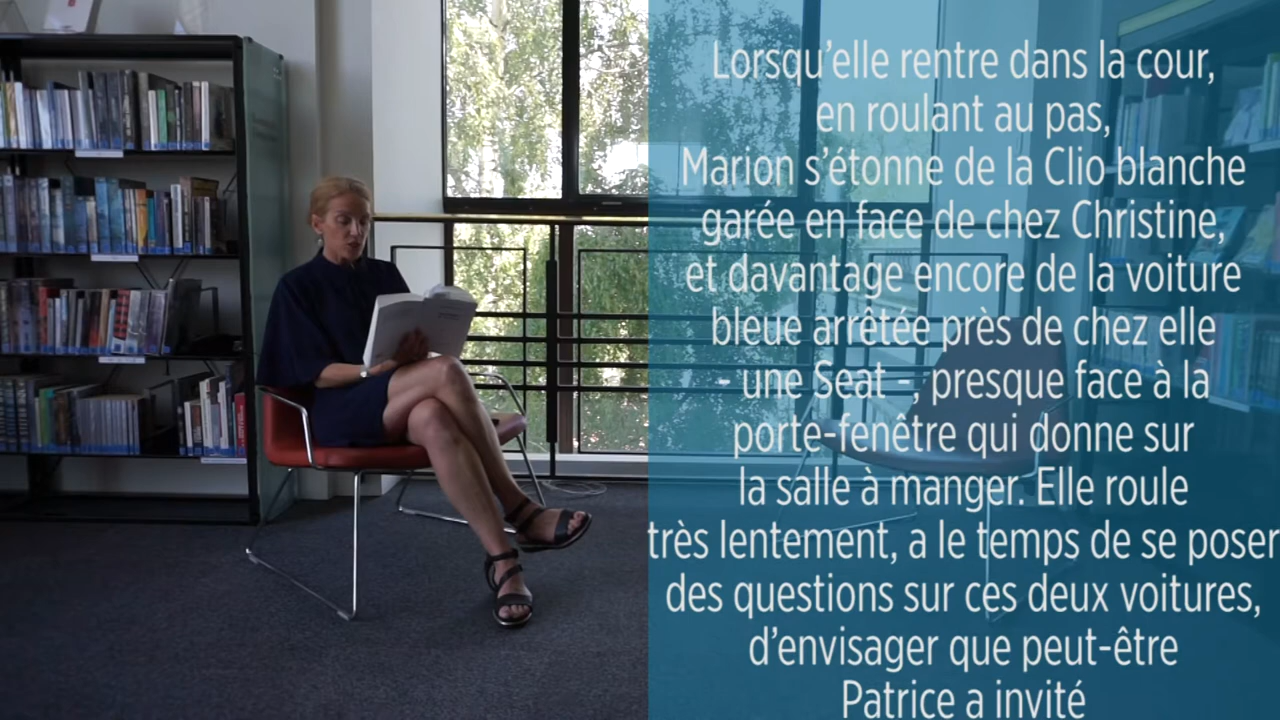 Lorsqu'elle rentre dans la cour,
en roulant au pas,
Marion s'étonne de la Clio blanche
garée en face de chez Christine,
et davantage encore de la voiture
bleue arrêtée près de chez elle
- une Seat -, presque face à la
porte-fenêtre qui donne sur
la salle à manger. Elle roule
très lentement, a le temps de se poser
des questions sur ces deux voitures,
d'envisager que peut-être
Patrice a invité